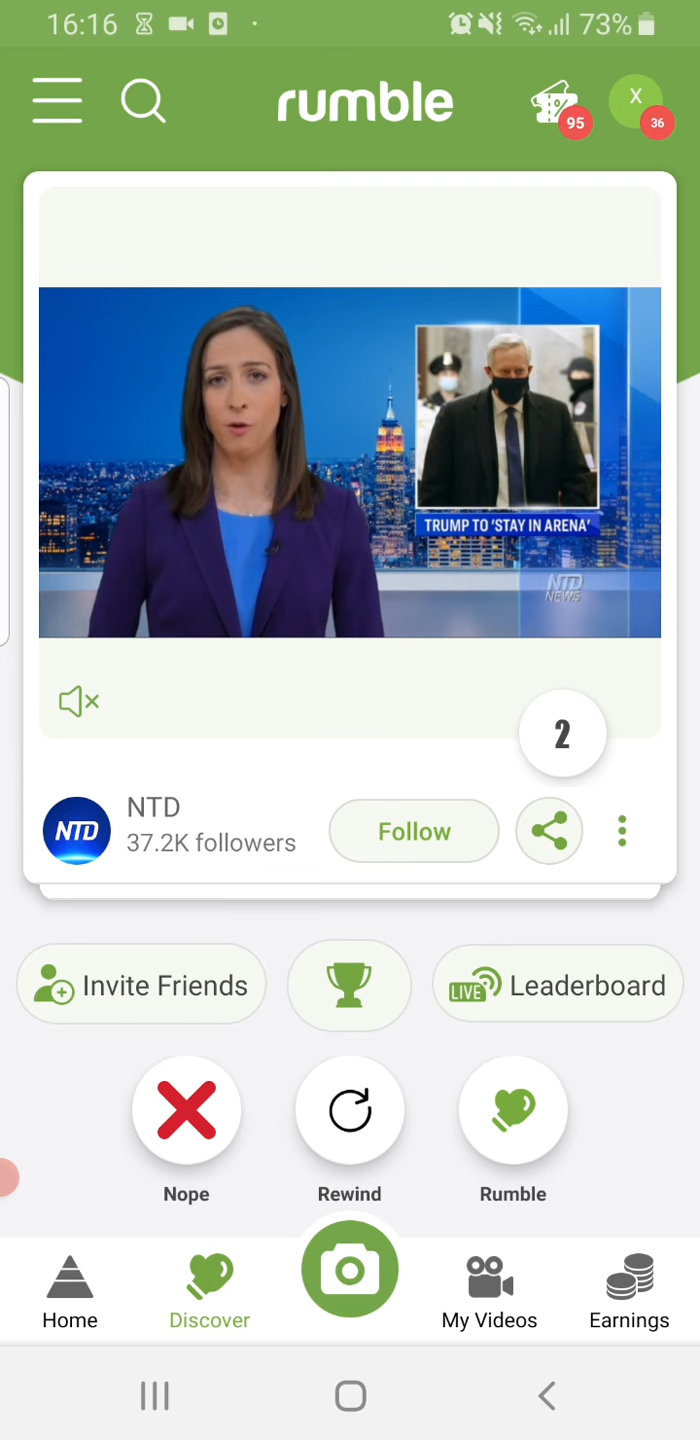 16:16
73%
rumble
95
X
36
TRUMP TO 'STAY IN ARENA'
NTD
NEWS
2
NTD
NTD
37.2K followers
Follow
Invite Friends
LIVE
Leaderboard
Nope
Rewind
Rumble
Home
Discover
My Videos
Earnings